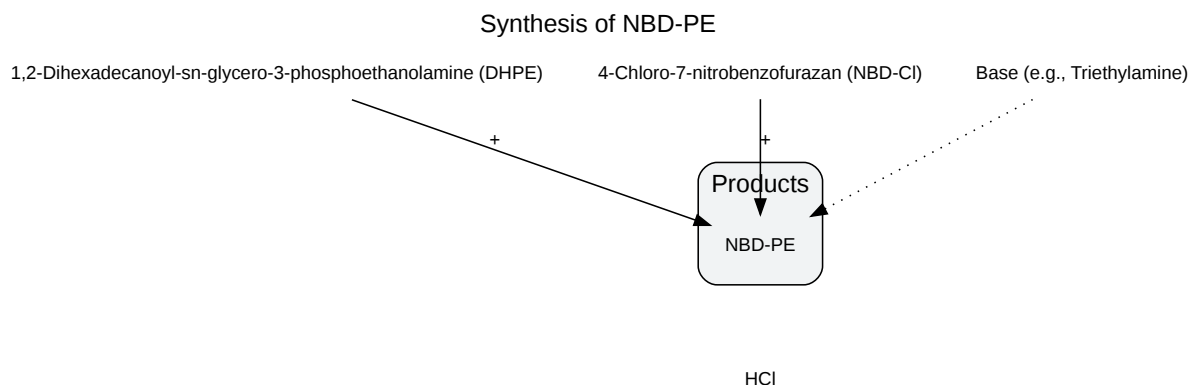 Synthesis of NBD-PE
1,2-Dihexadecanoyl-sn-glycero-3-phosphoethanolamine (DHPE)
4-Chloro-7-nitrobenzofurazan (NBD-Cl)
Base (e.g., Triethylamine)
+
+
Products
NBD-PE
HCl